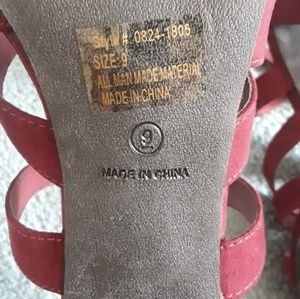 Style #: 0824-1805
SIZE: 9
ALL MAN MADE MATERIAL
MADE IN CHINA
9
MADE IN CHINA